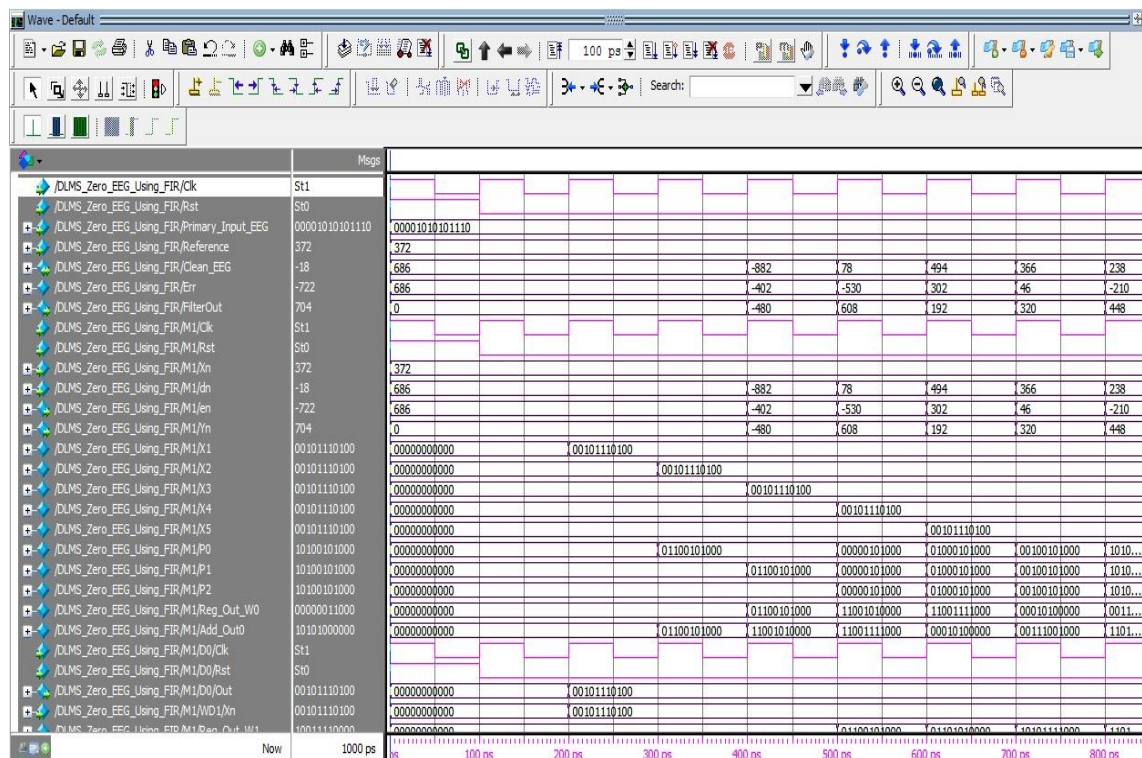 Wave - Default
100 ps
Search:
Msgs
/DLMS_Zero_EEG_Using_FIR/Clk St1
/DLMS_Zero_EEG_Using_FIR/Rst St0
/DLMS_Zero_EEG_Using_FIR/Primary_Input_EEG 00001010101110 00001010101110
/DLMS_Zero_EEG_Using_FIR/Reference 372 372
/DLMS_Zero_EEG_Using_FIR/Clean_EEG -18 686 -882 78 494 366 238
/DLMS_Zero_EEG_Using_FIR/Err -722 686 -402 -530 302 46 -210
/DLMS_Zero_EEG_Using_FIR/FilterOut 704 0 -480 608 192 320 448
/DLMS_Zero_EEG_Using_FIR/M1/Clk St1
/DLMS_Zero_EEG_Using_FIR/M1/Rst St0
/DLMS_Zero_EEG_Using_FIR/M1/Xn 372 372
/DLMS_Zero_EEG_Using_FIR/M1/dn -18 686 -882 78 494 366 238
/DLMS_Zero_EEG_Using_FIR/M1/en -722 686 -402 -530 302 46 -210
/DLMS_Zero_EEG_Using_FIR/M1/Yn 704 0 -480 608 192 320 448
/DLMS_Zero_EEG_Using_FIR/M1/X1 00101110100 00000000000 00101110100
/DLMS_Zero_EEG_Using_FIR/M1/X2 00101110100 00000000000 00101110100
/DLMS_Zero_EEG_Using_FIR/M1/X3 00101110100 00000000000 00101110100
/DLMS_Zero_EEG_Using_FIR/M1/X4 00101110100 00000000000 00101110100
/DLMS_Zero_EEG_Using_FIR/M1/X5 00101110100 00000000000 00101110100
/DLMS_Zero_EEG_Using_FIR/M1/P0 10100101000 00000000000 01100101000 00000101000 01000101000 00100101000 1010...
/DLMS_Zero_EEG_Using_FIR/M1/P1 10100101000 00000000000 01100101000 00000101000 01000101000 00100101000 1010...
/DLMS_Zero_EEG_Using_FIR/M1/P2 10100101000 00000000000 00000101000 01000101000 00100101000 1010...
/DLMS_Zero_EEG_Using_FIR/M1/Reg_Out_W0 00000011000 00000000000 01100101000 11001010000 11001111000 00010100000 0011...
/DLMS_Zero_EEG_Using_FIR/M1/Add_Out0 10101000000 00000000000 01100101000 11001010000 11001111000 00010100000 00111001000 1101...
/DLMS_Zero_EEG_Using_FIR/M1/D0/Clk St1
/DLMS_Zero_EEG_Using_FIR/M1/D0/Rst St0
/DLMS_Zero_EEG_Using_FIR/M1/D0/Out 00101110100 00000000000 00101110100
/DLMS_Zero_EEG_Using_FIR/M1/WD1/Xn 00101110100 00000000000 00101110100
/DLMS_Zero_EEG_Using_FIR/M1/Reg_Out_W1 10011110000 00000000000
Now 1000 ps ps 100 ps 200 ps 300 ps 400 ps 500 ps 600 ps 700 ps 800 ps